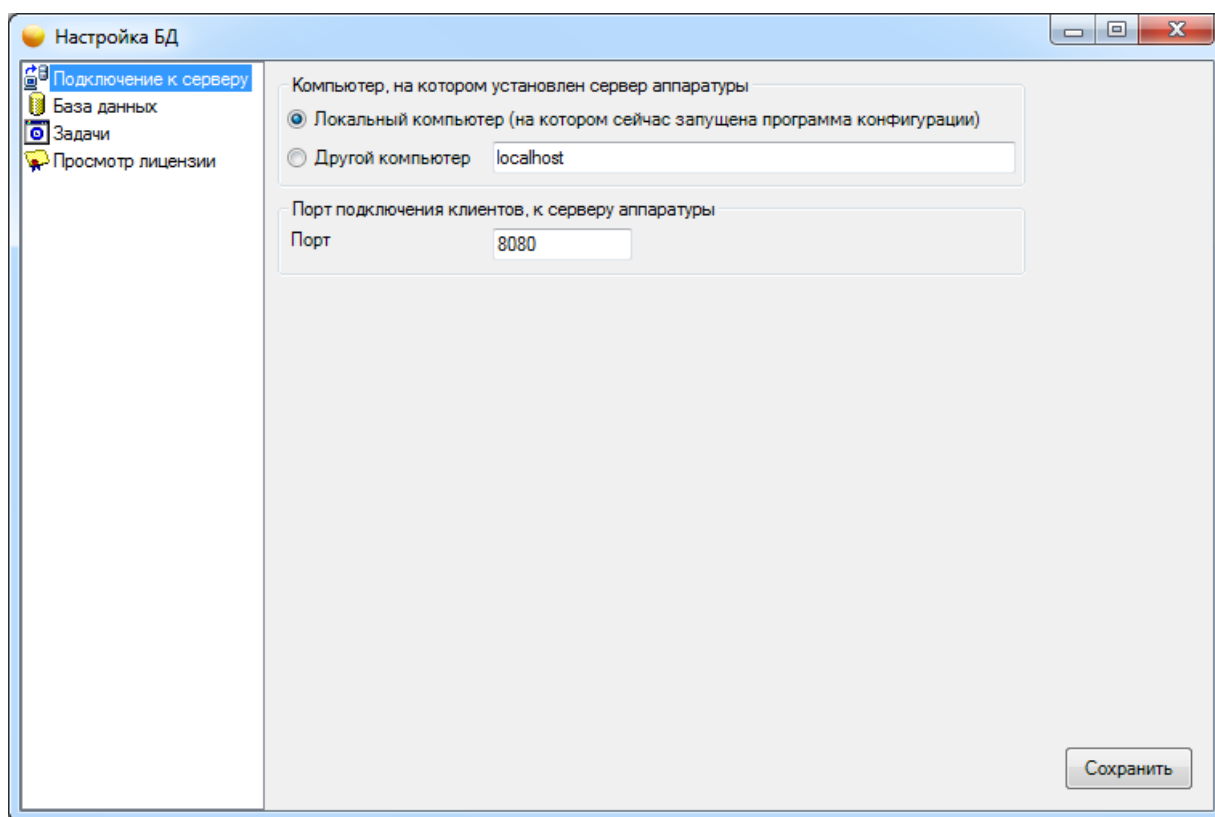 Настройка БД
Подключение к серверу
База данных
Задачи
Просмотр лицензии
Компьютер, на котором установлен сервер аппаратуры
Локальный компьютер (на котором сейчас запущена программа конфигурации)
Другой компьютер localhost
Порт подключения клиентов, к серверу аппаратуры
Порт 8080
Сохранить